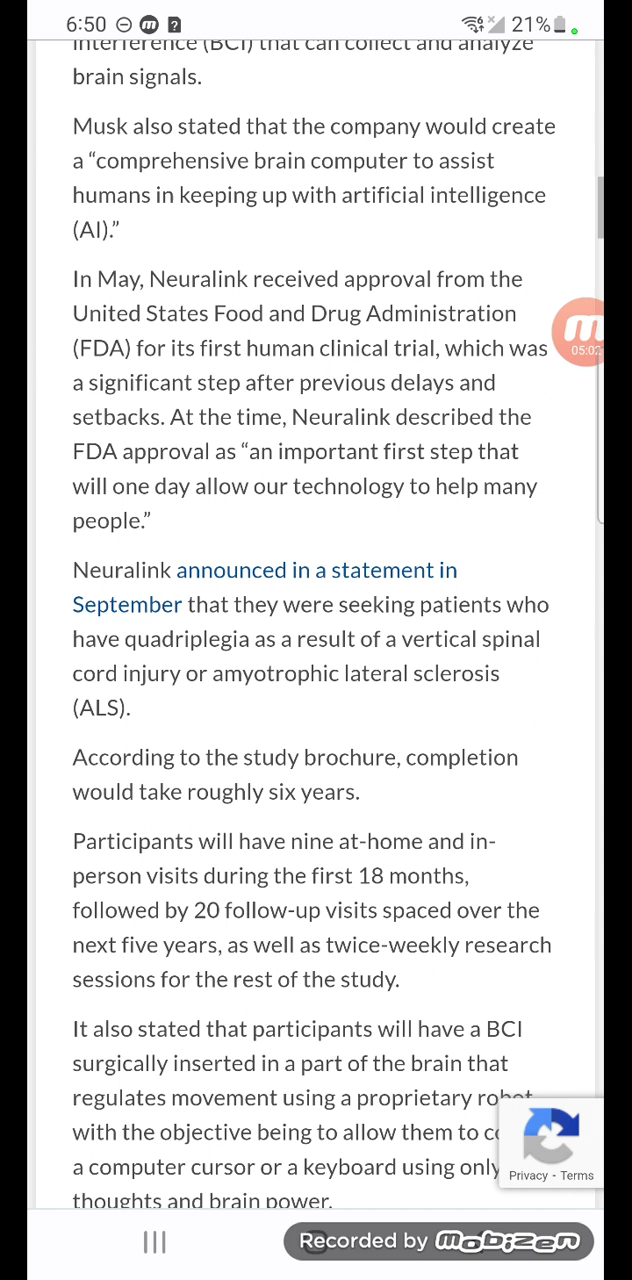 6:50 21%
interference (BCI) that can collect and analyze
brain signals.
Musk also stated that the company would create
a “comprehensive brain computer to assist
humans in keeping up with artificial intelligence
(AI).”
In May, Neuralink received approval from the
United States Food and Drug Administration
(FDA) for its first human clinical trial, which was
a significant step after previous delays and
setbacks. At the time, Neuralink described the
FDA approval as “an important first step that
will one day allow our technology to help many
people.”
05:02
Neuralink announced in a statement in
September that they were seeking patients who
have quadriplegia as a result of a vertical spinal
cord injury or amyotrophic lateral sclerosis
(ALS).
According to the study brochure, completion
would take roughly six years.
Participants will have nine at-home and in-
person visits during the first 18 months,
followed by 20 follow-up visits spaced over the
next five years, as well as twice-weekly research
sessions for the rest of the study.
It also stated that participants will have a BCI
surgically inserted in a part of the brain that
regulates movement using a proprietary robot
with the objective being to allow them to
a computer cursor or a keyboard using only
thoughts and brain power.
Privacy - Terms
Recorded by mobizen